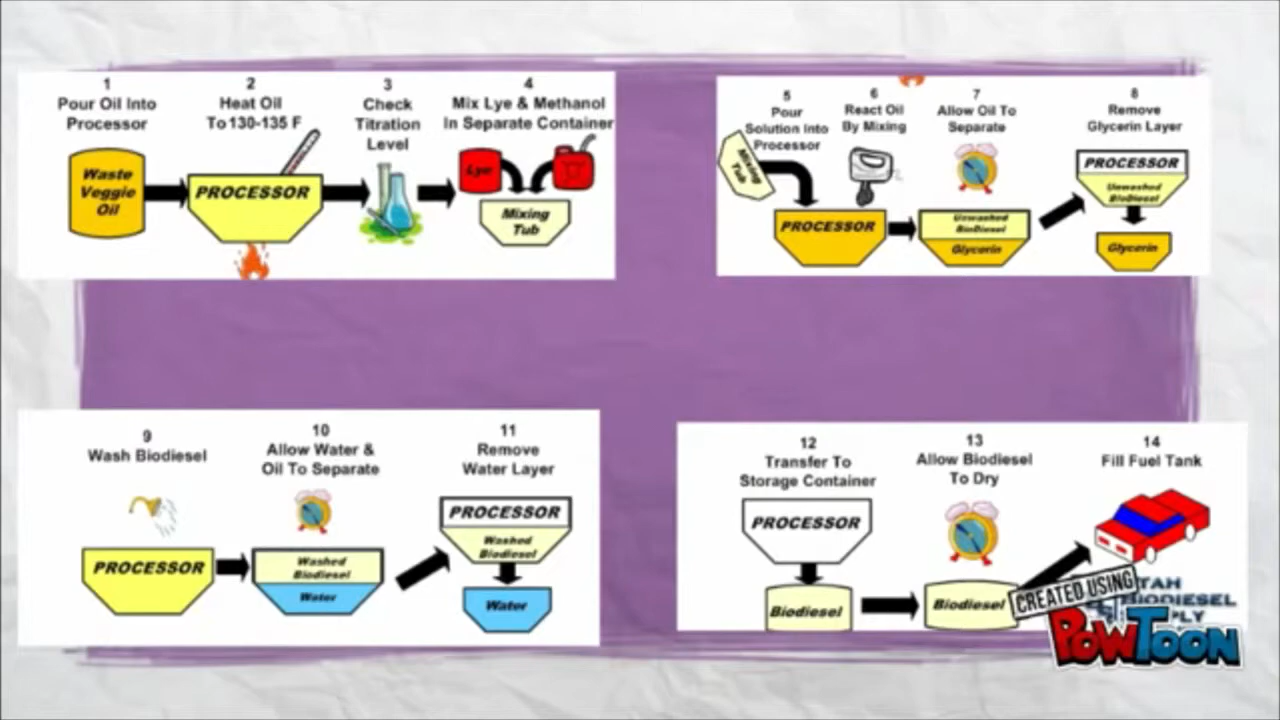 1
Pour Oil Into
Processor
Waste
Veggie
Oil
2
Heat Oil
To 130-135 F
PROCESSOR
3
Check
Titration
Level
4
Mix Lye & Methanol
In Separate Container
Lye
Mixing
Tub
5
Pour
Solution Into
Processor
Mixing
Tub
PROCESSOR
6
React Oil
By Mixing
7
Allow Oil To
Separate
Unwashed
BioDiesel
Glycerin
8
Remove
Glycerin Layer
PROCESSOR
Unwashed
BioDiesel
Glycerin
9
Wash Biodiesel
PROCESSOR
10
Allow Water &
Oil To Separate
Washed
Biodiesel
Water
11
Remove
Water Layer
PROCESSOR
Washed
Biodiesel
Water
12
Transfer To
Storage Container
PROCESSOR
Biodiesel
13
Allow Biodiesel
To Dry
Biodiesel
14
Fill Fuel Tank
CREATED USING
POWTOON